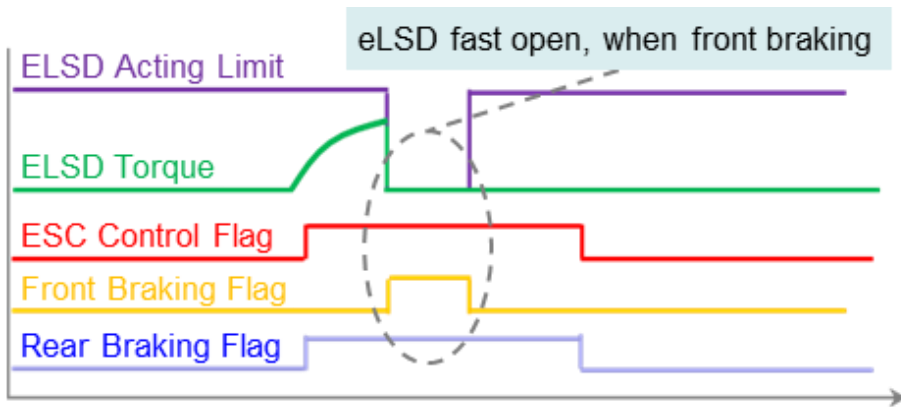 eLSD fast open, when front braking
ELSD Acting Limit
ELSD Torque
ESC Control Flag
Front Braking Flag
Rear Braking Flag